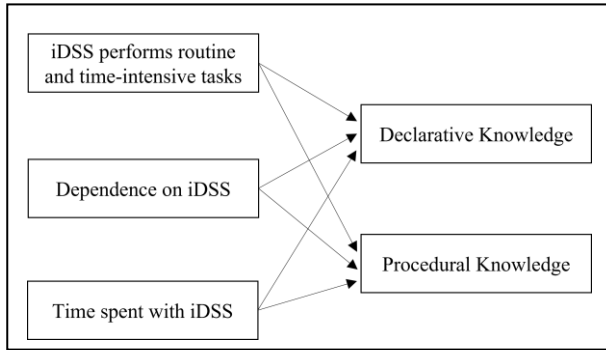 iDSS performs routine
and time-intensive tasks
Declarative Knowledge
Dependence on iDSS
Procedural Knowledge
Time spent with iDSS